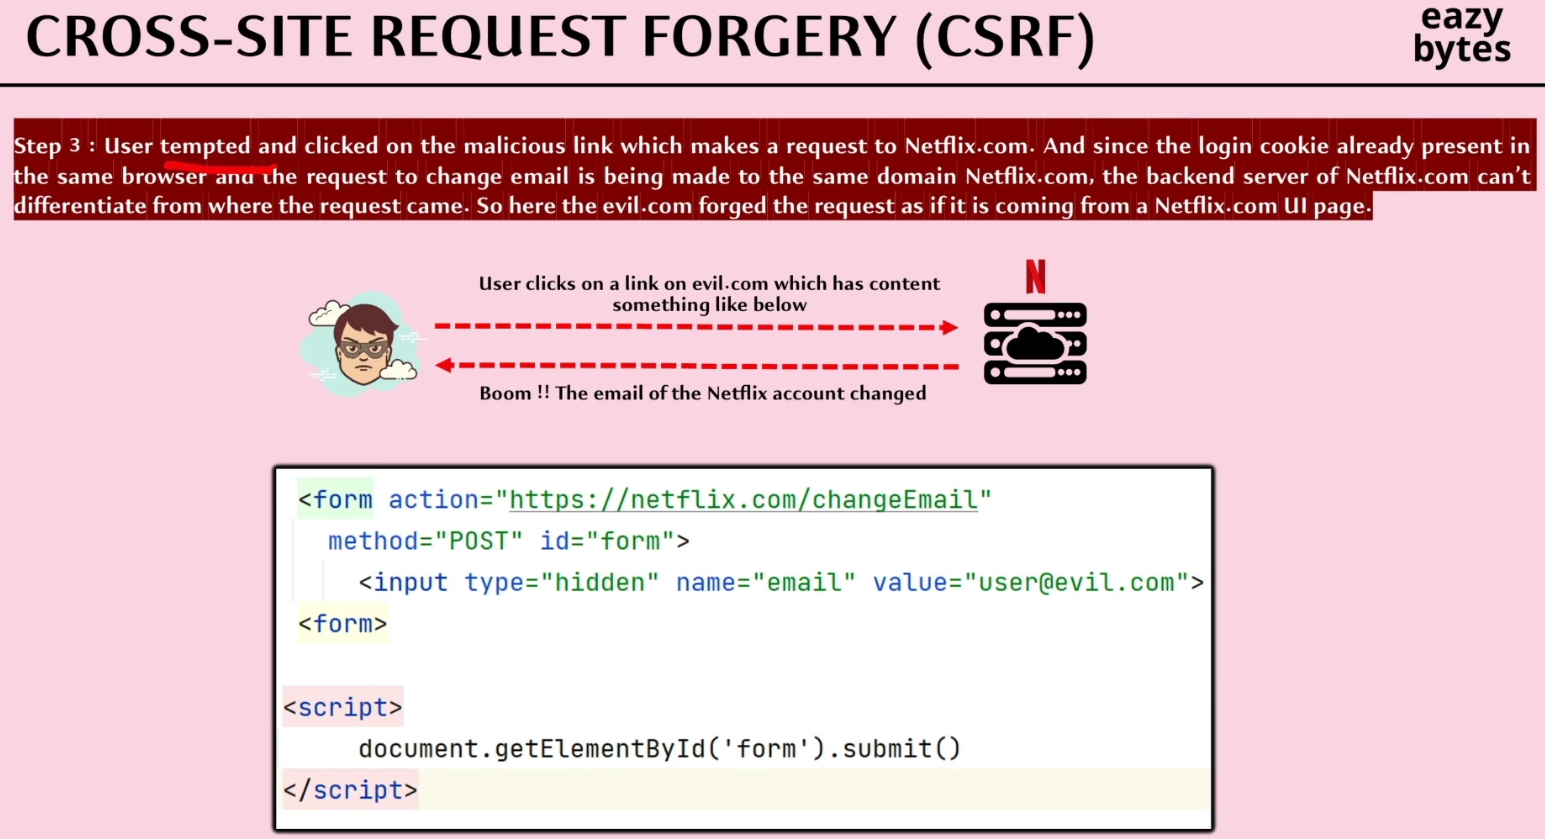 CROSS-SITE REQUEST FORGERY (CSRF)
eazy
bytes
Step 3 : User tempted and clicked on the malicious link which makes a request to Netflix.com. And since the login cookie already present in
the same browser and the request to change email is being made to the same domain Netflix.com, the backend server of Netflix.com can't
differentiate from where the request came. So here the evil.com forged the request as if it is coming from a Netflix.com UI page.
N
User clicks on a link on evil.com which has content
something like below
Boom !! The email of the Netflix account changed
<form action="https://netflix.com/changeEmail"
method="POST" id="form">
<input type="hidden" name="email" value="user@evil.com">
<form>
<script>
document.getElementById('form').submit()
</script>